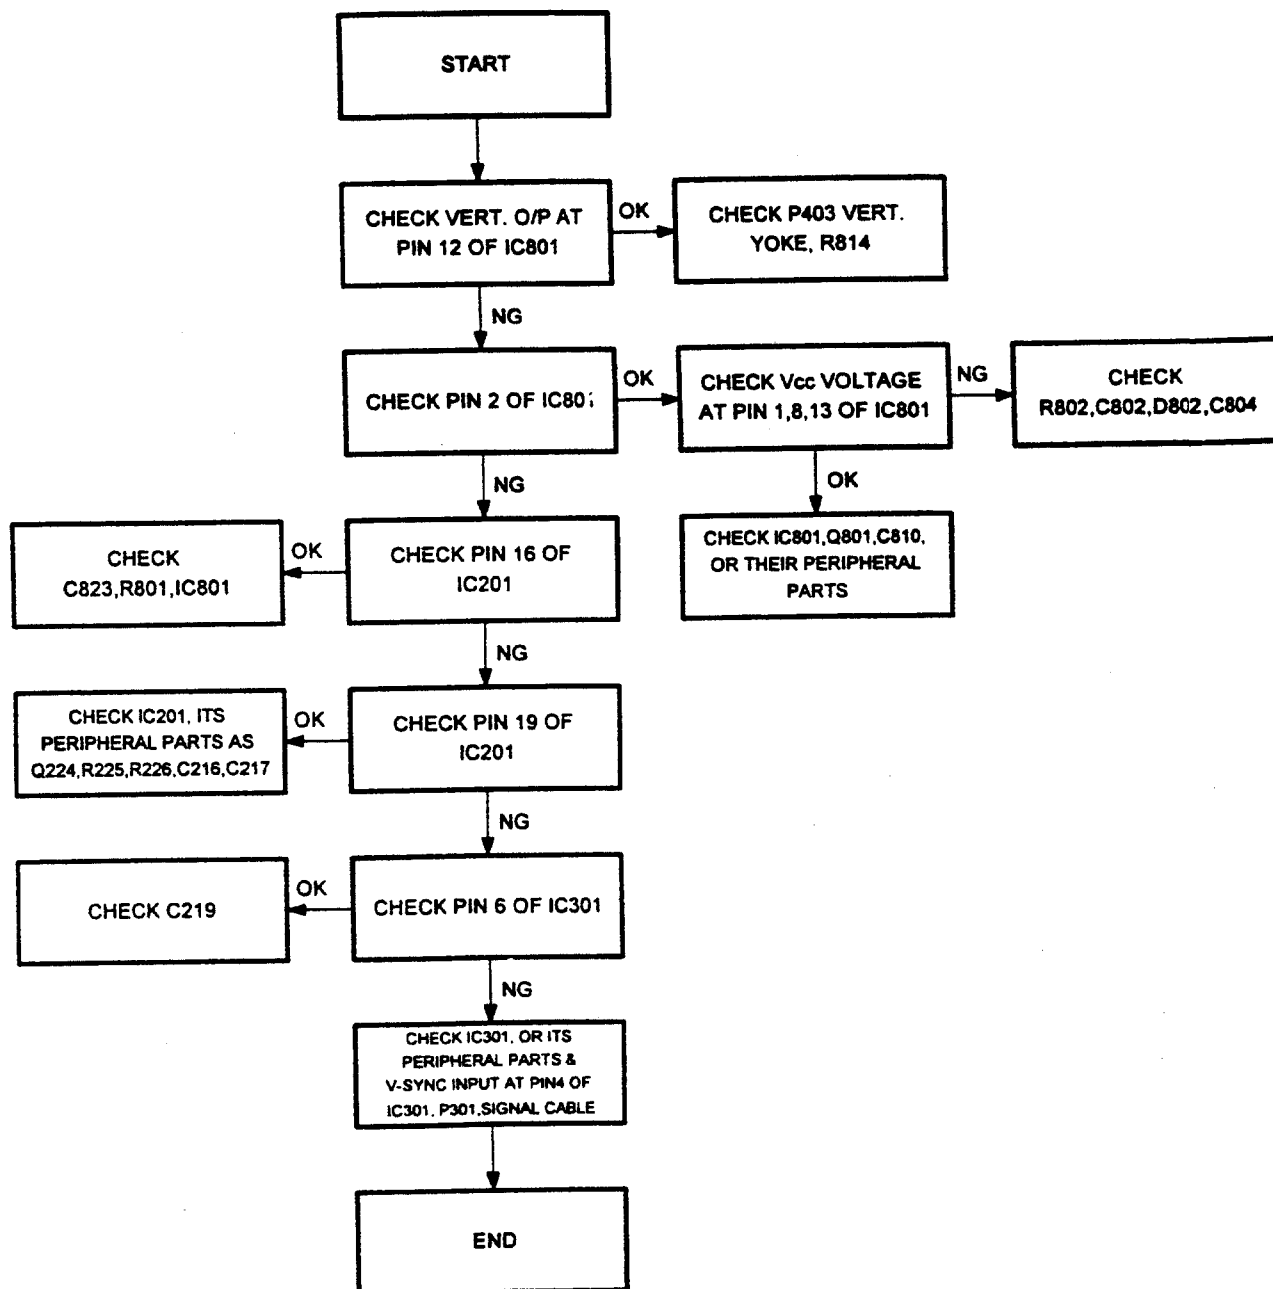 START
CHECK VERT. O/P AT
PIN 12 OF IC801
OK
CHECK P403 VERT.
YOKE, R814
NG
CHECK PIN 2 OF IC801
OK
CHECK Vcc VOLTAGE
AT PIN 1,8,13 OF IC801
NG
CHECK
R802,C802,D802,C804
NG
OK
CHECK
C823,R801,IC801
OK
CHECK PIN 16 OF
IC201
CHECK IC801,Q801,C810,
OR THEIR PERIPHERAL
PARTS
NG
CHECK IC201, ITS
PERIPHERAL PARTS AS
Q224,R225,R226,C216,C217
OK
CHECK PIN 19 OF
IC201
NG
CHECK C219
OK
CHECK PIN 6 OF IC301
NG
CHECK IC301, OR ITS
PERIPHERAL PARTS &
V-SYNC INPUT AT PIN4 OF
IC301, P301,SIGNAL CABLE
END